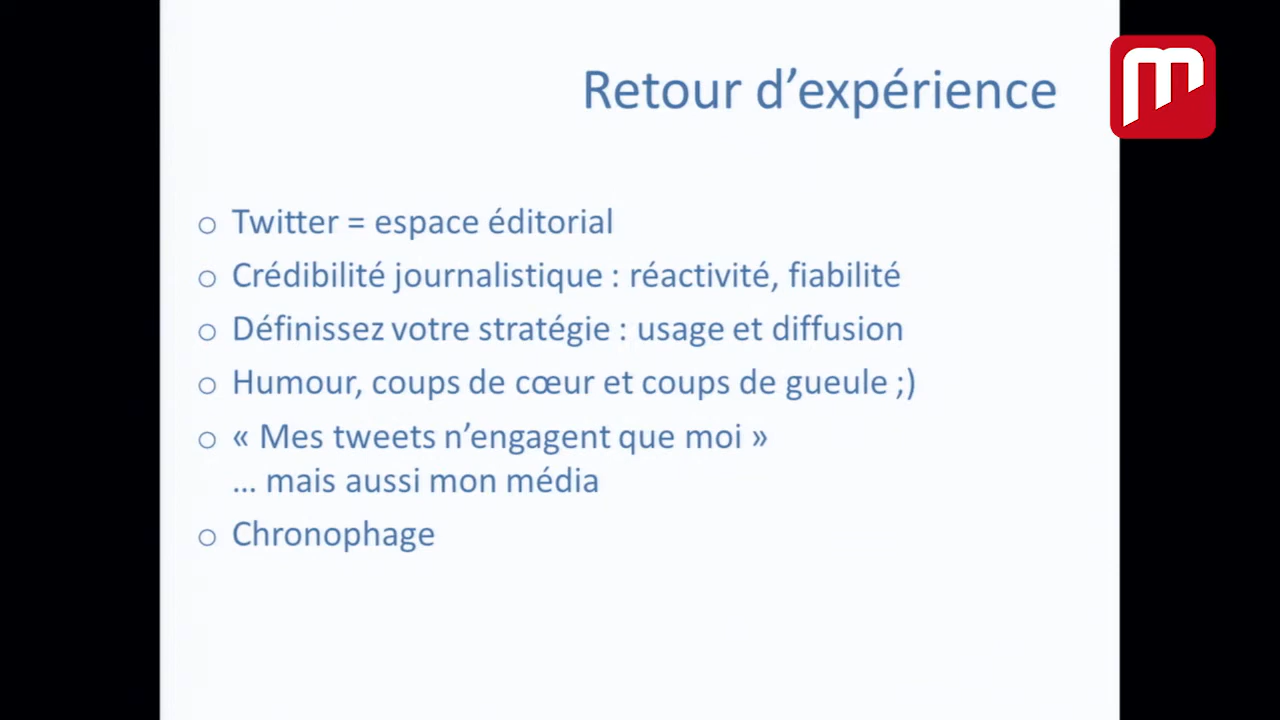 Retour d’expérience
o Twitter = espace éditorial
o Crédibilité journalistique : réactivité, fiabilité
o Définissez votre stratégie : usage et diffusion
o Humour, coups de cœur et coups de gueule ;)
o « Mes tweets n’engagent que moi »
... mais aussi mon média
o Chronophage